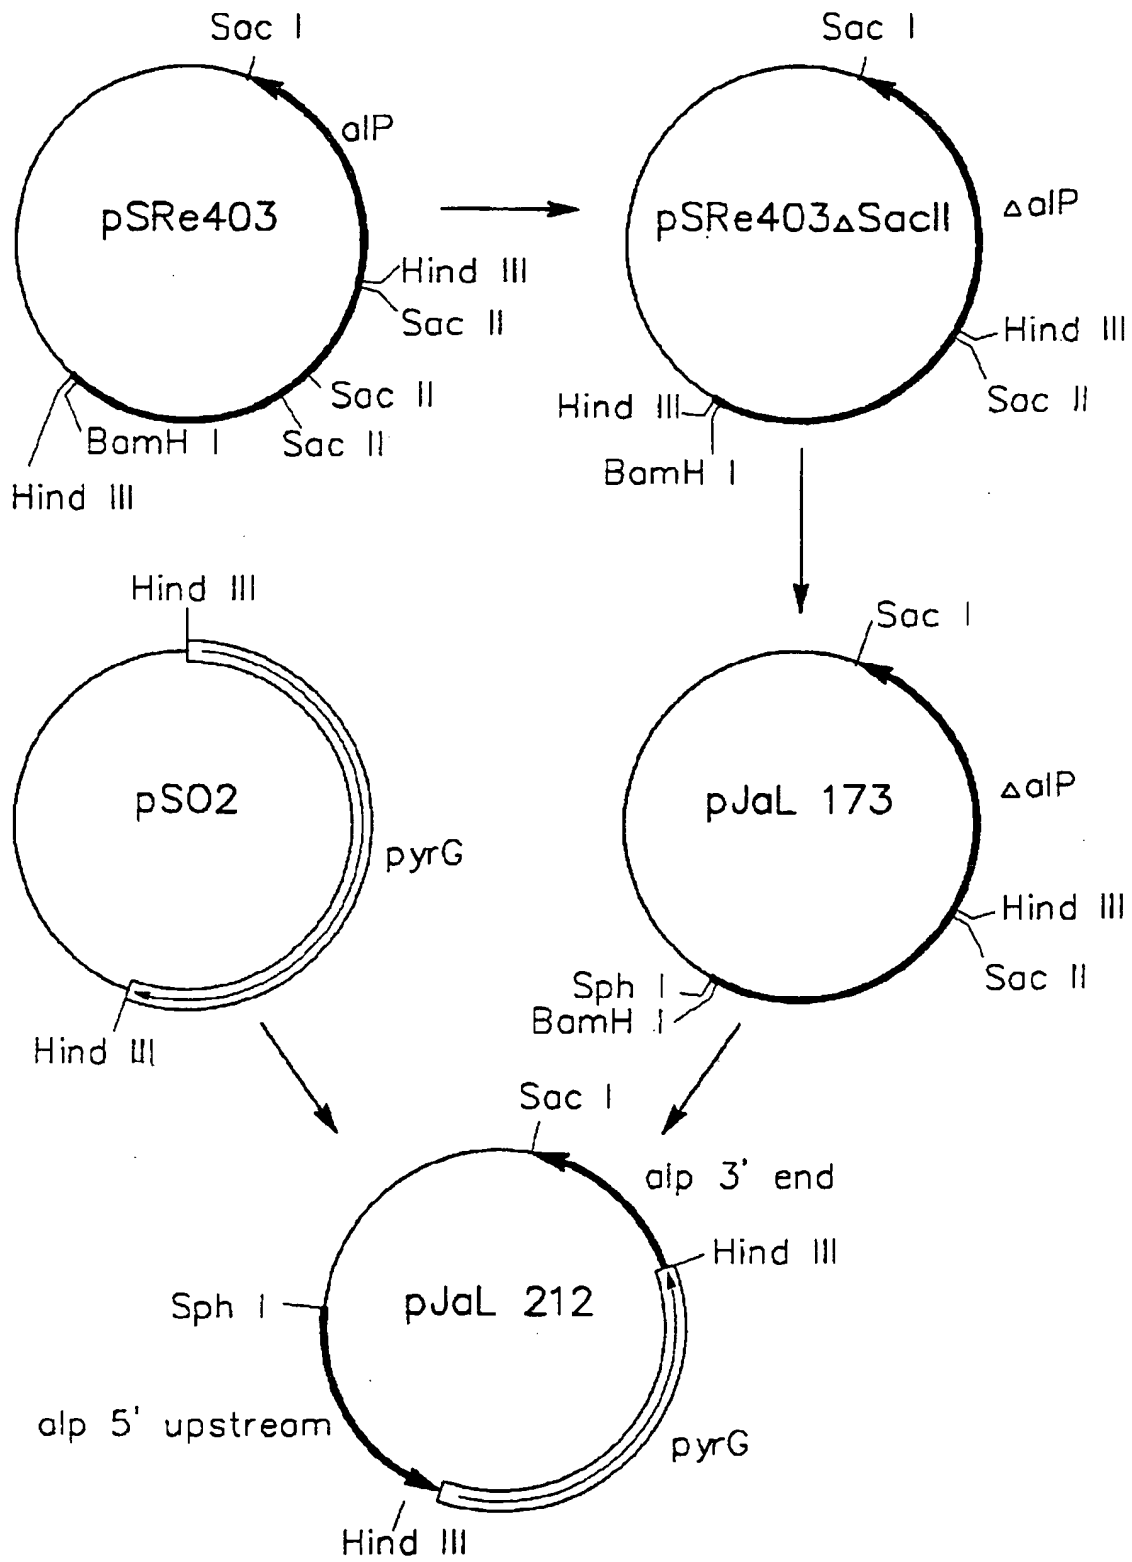 Sac I
alP
pSRe403
Hind III
Sac II
Sac II
Sac II
BamH I
Hind III
Sac I
ΔalP
pSRe403ΔSacII
Hind III
Sac II
Hind III
BamH I
Hind III
pSO2
pyrG
Hind III
Sac I
ΔalP
pJaL 173
Hind III
Sac II
Sph I
BamH I
Sac I
alp 3' end
Hind III
pJaL 212
Sph I
alp 5' upstream
pyrG
Hind III